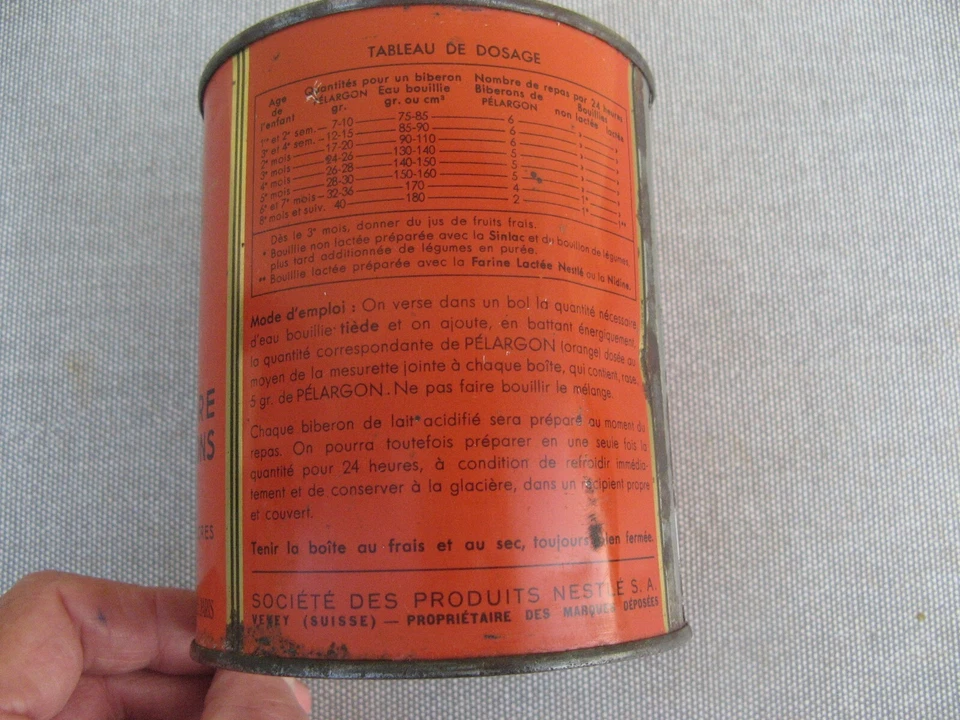 TABLEAU DE DOSAGE
Age de l'enfant Quantités pour un biberon PÉLARGON gr. Eau bouillie gr. ou cm³ Nombre de repas par 24 heures Biberons de PÉLARGON Bouillies non lactée lactée
1re et 2e sem. — 7-10 — 75-85 — 6
3e et 4e sem. — 12-15 — 85-90 — 6
2e mois — 17-20 — 90-110 — 6
3e mois — 24-26 — 130-140 — 5
4e mois — 26-28 — 140-150 — 5
5e mois — 28-30 — 150-160 — 5
6e et 7e mois — 32-36 — 170 — 4 — 1*
8e mois et suiv. 40 — 180 — 2 — 1* — 1**
Dès le 3e mois, donner du jus de fruits frais.
* Bouillie non lactée préparée avec la Sinlac et du bouillon de légumes,
plus tard additionnée de légumes en purée.
** Bouillie lactée préparée avec la Farine Lactée Nestlé ou la Nidine.
Mode d'emploi : On verse dans un bol la quantité nécessaire
d'eau bouillie tiède et on ajoute, en battant énergiquement,
la quantité correspondante de PÉLARGON (orange) dosée au
moyen de la mesurette jointe à chaque boîte, qui contient, rase,
5 gr. de PÉLARGON. Ne pas faire bouillir le mélange.
Chaque biberon de lait acidifié sera préparé au moment du
repas. On pourra toutefois préparer en une seule fois la
quantité pour 24 heures, à condition de refroidir immédia-
tement et de conserver à la glacière, dans un récipient propre
et couvert.
Tenir la boîte au frais et au sec, toujours bien fermée.
SOCIÉTÉ DES PRODUITS NESTLÉ S. A.
VEVEY (SUISSE) — PROPRIÉTAIRE DES MARQUES DÉPOSÉES